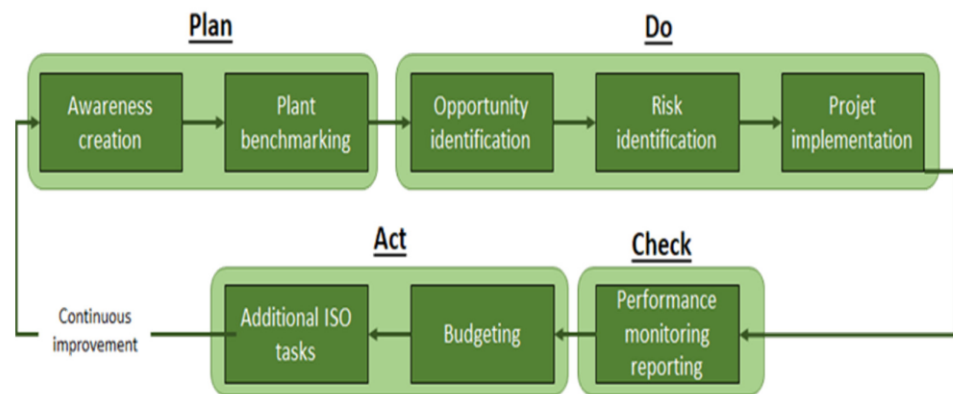 Plan
Do
Awareness
creation
Plant
benchmarking
Opportunity
identification
Risk
identification
Projet
implementation
Act
Check
Continuous
improvement
Additional ISO
tasks
Budgeting
Performance
monitoring
reporting